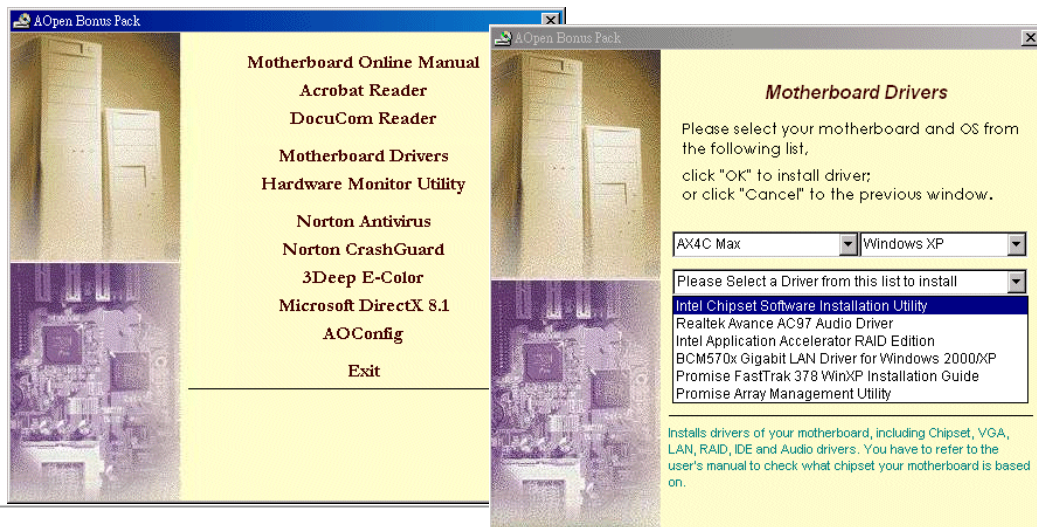 AOpen Bonus Pack
Motherboard Online Manual
Acrobat Reader
DocuCom Reader
Motherboard Drivers
Hardware Monitor Utility
Norton Antivirus
Norton CrashGuard
3Deep E-Color
Microsoft DirectX 8.1
AOConfig
Exit
AOpen Bonus Pack
Motherboard Drivers
Please select your motherboard and OS from
the following list,
click "OK" to install driver;
or click "Cancel" to the previous window.
AX4C Max
Windows XP
Please Select a Driver from this list to install
Intel Chipset Software Installation Utility
Realtek Avance AC97 Audio Driver
Intel Application Accelerator RAID Edition
BCM570x Gigabit LAN Driver for Windows 2000/XP
Promise FastTrak 378 WinXP Installation Guide
Promise Array Management Utility
Installs drivers of your motherboard, including Chipset, VGA,
LAN, RAID, IDE and Audio drivers. You have to refer to the
user's manual to check what chipset your motherboard is based
on.